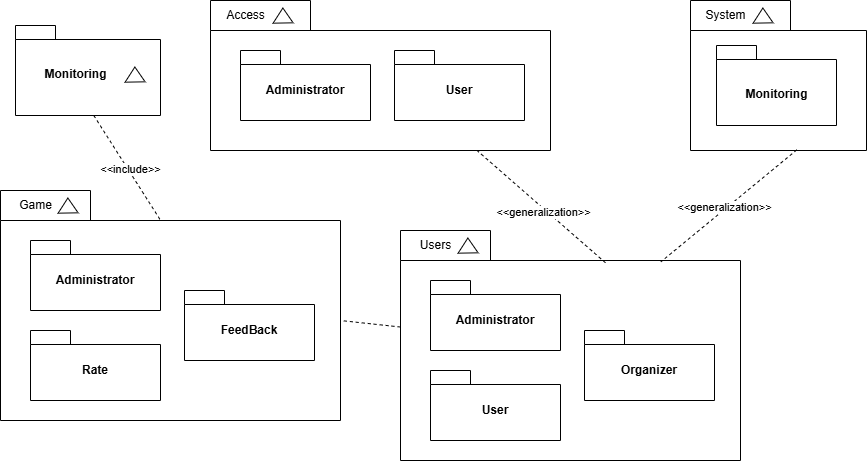 Access
System
Monitoring
Administrator
User
Monitoring
<<include>>
Game
<<generalization>>
<<generalization>>
Users
Administrator
FeedBack
Rate
Administrator
Organizer
User